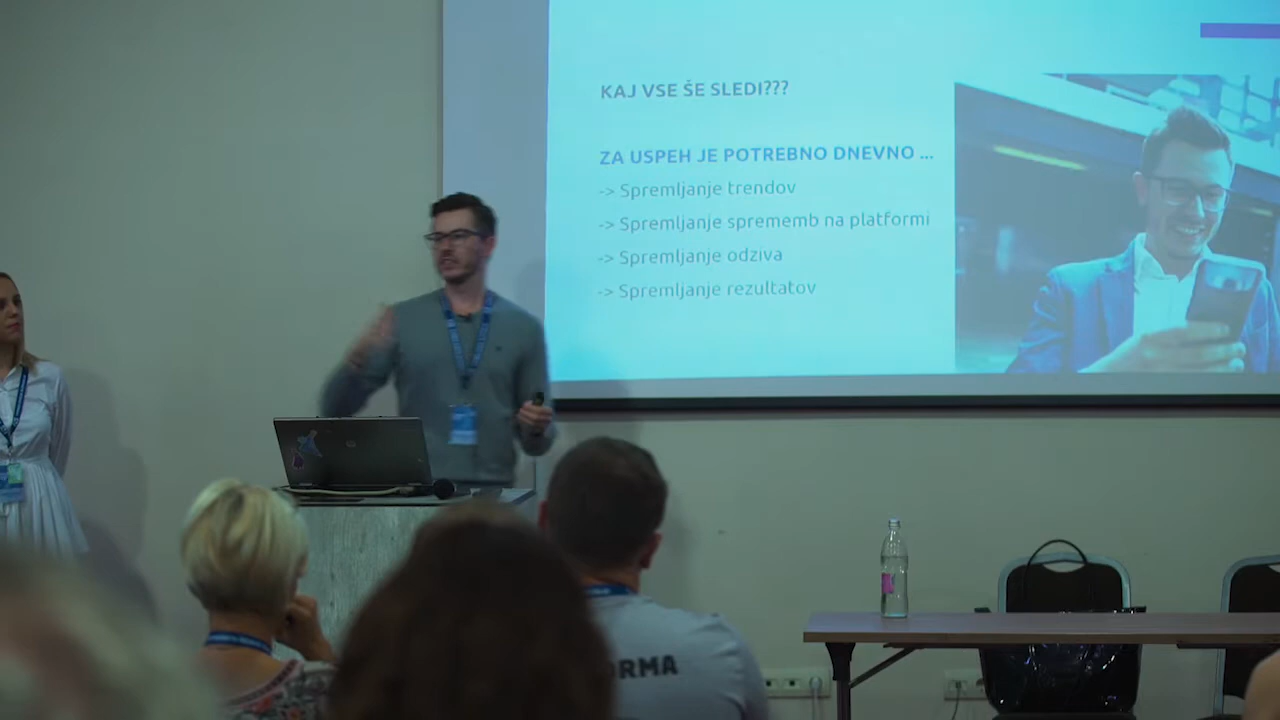 KAJ VSE ŠE SLEDI???
ZA USPEH JE POTREBNO DNEVNO ...
-> Spremljanje trendov
-> Spremljanje sprememb na platformi
-> Spremljanje odziva
-> Spremljanje rezultatov